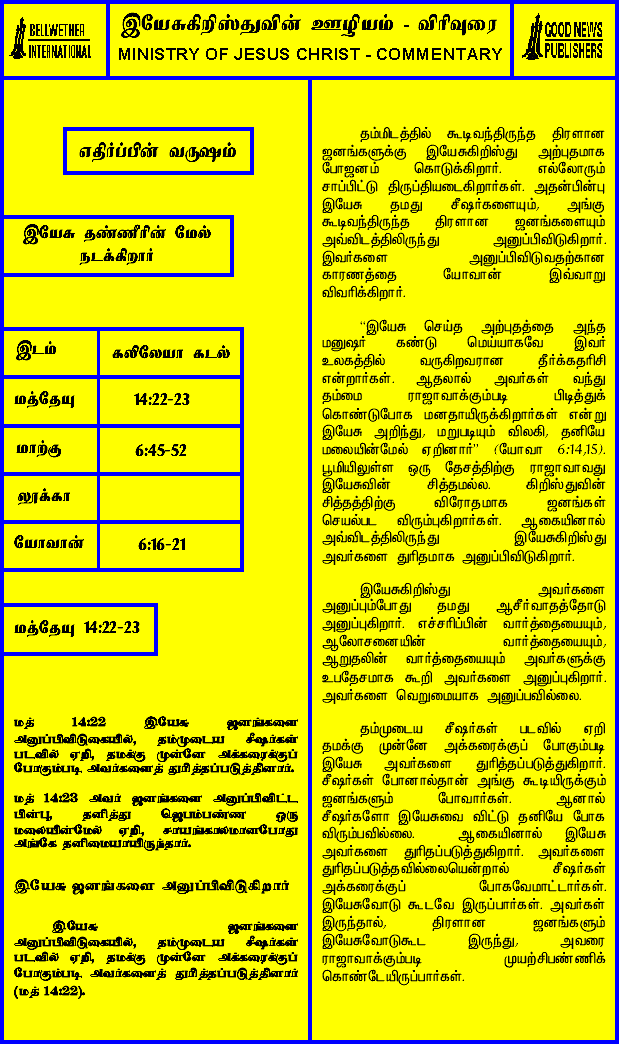 BELLWETHER
INTERNATIONAL
இயேசுகிறிஸ்துவின் ஊழியம் - விரிவுரை
MINISTRY OF JESUS CHRIST - COMMENTARY
GOOD NEWS
PUBLISHERS
எதிர்ப்பின் வருஷம்
இயேசு தண்ணீரின் மேல்
நடக்கிறார்
இடம் கலிலேயா கடல்
மத்தேயு 14:22-23
மாற்கு 6:45-52
லூக்கா
யோவான் 6:16-21
மத்தேயு 14:22-23
மத் 14:22 இயேசு ஜனங்களை
அனுப்பிவிடுகையில், தம்முடைய சீஷர்கள்
படவில் ஏறி, தமக்கு முன்னே அக்கரைக்குப்
போகும்படி அவர்களைத் துரிதப்படுத்தினார்.
மத் 14:23 அவர் ஜனங்களை அனுப்பிவிட்ட
பின்பு, தனித்து ஜெபம்பண்ண ஒரு
மலையின்மேல் ஏறி, சாயங்காலமானபோது
அங்கே தனிமையாயிருந்தார்.
இயேசு ஜனங்களை அனுப்பிவிடுகிறார்
இயேசு ஜனங்களை
அனுப்பிவிடுகையில், தம்முடைய சீஷர்கள்
படவில் ஏறி, தமக்கு முன்னே அக்கரைக்குப்
போகும்படி அவர்களைத் துரிதப்படுத்தினார்
(மத் 14:22).
தம்மிடத்தில் கூடிவந்திருந்த திரளான
ஜனங்களுக்கு இயேசுகிறிஸ்து அற்புதமாக
போஜனம் கொடுக்கிறார். எல்லோரும்
சாப்பிட்டு திருப்தியடைகிறார்கள். அதன்பின்பு
இயேசு தமது சீஷர்களையும், அங்கு
கூடிவந்திருந்த திரளான ஜனங்களையும்
அவ்விடத்திலிருந்து அனுப்பிவிடுகிறார்.
இவர்களை அனுப்பிவிடுவதற்கான
காரணத்தை யோவான் இவ்வாறு
விவரிக்கிறார்.
“இயேசு செய்த அற்புதத்தை அந்த
மனுஷர் கண்டு மெய்யாகவே இவர்
உலகத்தில் வருகிறவரான தீர்க்கதரிசி
என்றார்கள். ஆதலால் அவர்கள் வந்து
தம்மை ராஜாவாக்கும்படி பிடித்துக்
கொண்டுபோக மனதாயிருக்கிறார்கள் என்று
இயேசு அறிந்து, மறுபடியும் விலகி, தனியே
மலையின்மேல் ஏறினார்” (யோவா 6:14,15).
பூமியிலுள்ள ஒரு தேசத்திற்கு ராஜாவாவது
இயேசுவின் சித்தமல்ல. கிறிஸ்துவின்
சித்தத்திற்கு விரோதமாக ஜனங்கள்
செயல்பட விரும்புகிறார்கள். ஆகையினால்
அவ்விடத்திலிருந்து இயேசுகிறிஸ்து
அவர்களை துரிதமாக அனுப்பிவிடுகிறார்.
இயேசுகிறிஸ்து அவர்களை
அனுப்பும்போது தமது ஆசீர்வாதத்தோடு
அனுப்புகிறார். எச்சரிப்பின் வார்த்தையையும்,
ஆலோசனையின் வார்த்தையையும்,
ஆறுதலின் வார்த்தையையும் அவர்களுக்கு
உபதேசமாக கூறி அவர்களை அனுப்புகிறார்.
அவர்களை வெறுமையாக அனுப்பவில்லை.
தம்முடைய சீஷர்கள் படவில் ஏறி
தமக்கு முன்னே அக்கரைக்குப் போகும்படி
இயேசு அவர்களை துரிதப்படுத்துகிறார்.
சீஷர்கள் போனால்தான் அங்கு கூடியிருக்கும்
ஜனங்களும் போவார்கள். ஆனால்
சீஷர்களோ இயேசுவை விட்டு தனியே போக
விரும்பவில்லை. ஆகையினால் இயேசு
அவர்களை துரிதப்படுத்துகிறார். அவர்களை
துரிதப்படுத்தவில்லையென்றால் சீஷர்கள்
அக்கரைக்குப் போகவேமாட்டார்கள்.
இயேசுவோடு கூடவே இருப்பார்கள். அவர்கள்
இருந்தால், திரளான ஜனங்களும்
இயேசுவோடுகூட இருந்து, அவரை
ராஜாவாக்கும்படி முயற்சிபண்ணிக்
கொண்டேயிருப்பார்கள்.